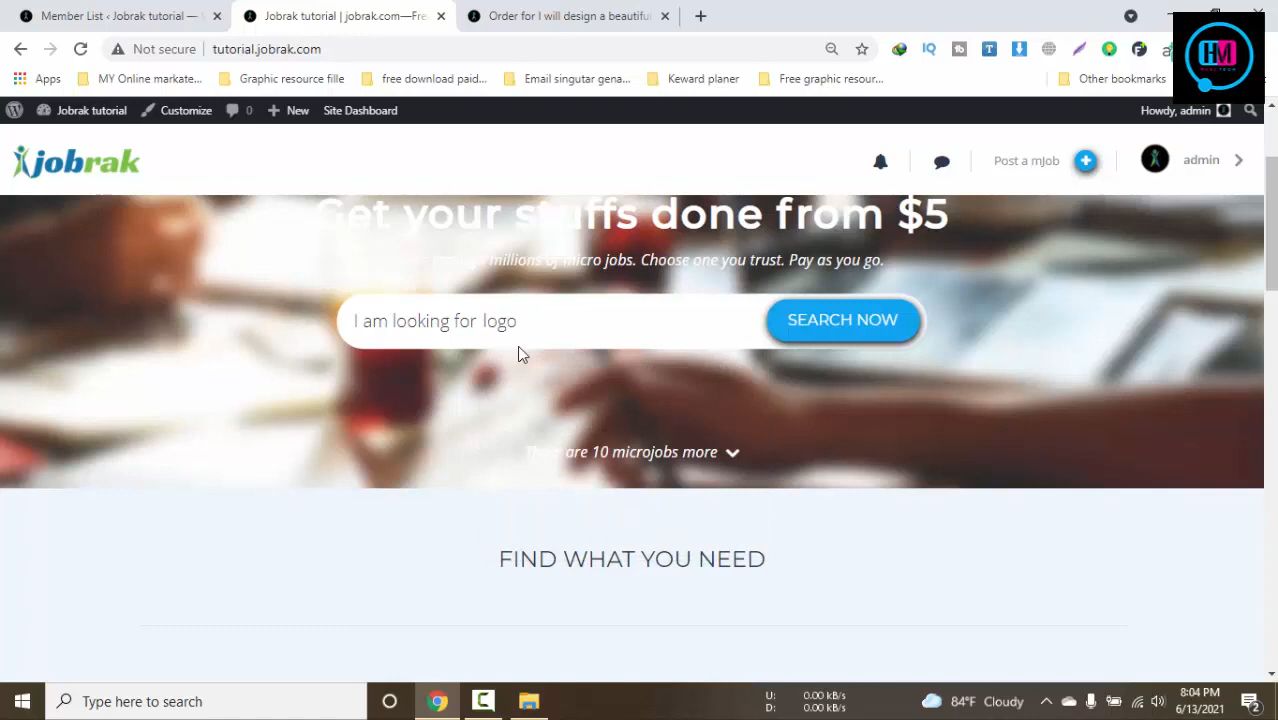 Member List ‹ Jobrak tutorial — W
Jobrak tutorial | jobrak.com—Fre
Order for I will design a beautiful
Not secure
tutorial.jobrak.com
Apps
MY Online markate...
Graphic resource fille
free download paid...
Finail singutar gena...
Keward planer
Free graphic resour...
Other bookmarks
Jobrak tutorial
Customize
0
New
Site Dashboard
Howdy, admin
jobrak
Post a mJob
admin
Get your stuffs done from $5
millions of micro jobs. Choose one you trust. Pay as you go.
I am looking for logo
SEARCH NOW
There are 10 microjobs more
FIND WHAT YOU NEED
Type here to search
U: 0.00 kB/s
D: 0.00 kB/s
84°F Cloudy
8:04 PM
6/13/2021
2